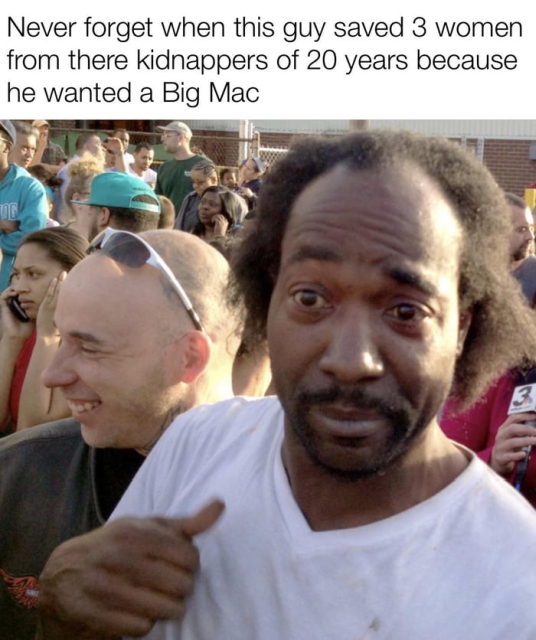 Never forget when this guy saved 3 women
from there kidnappers of 20 years because
he wanted a Big Mac
3